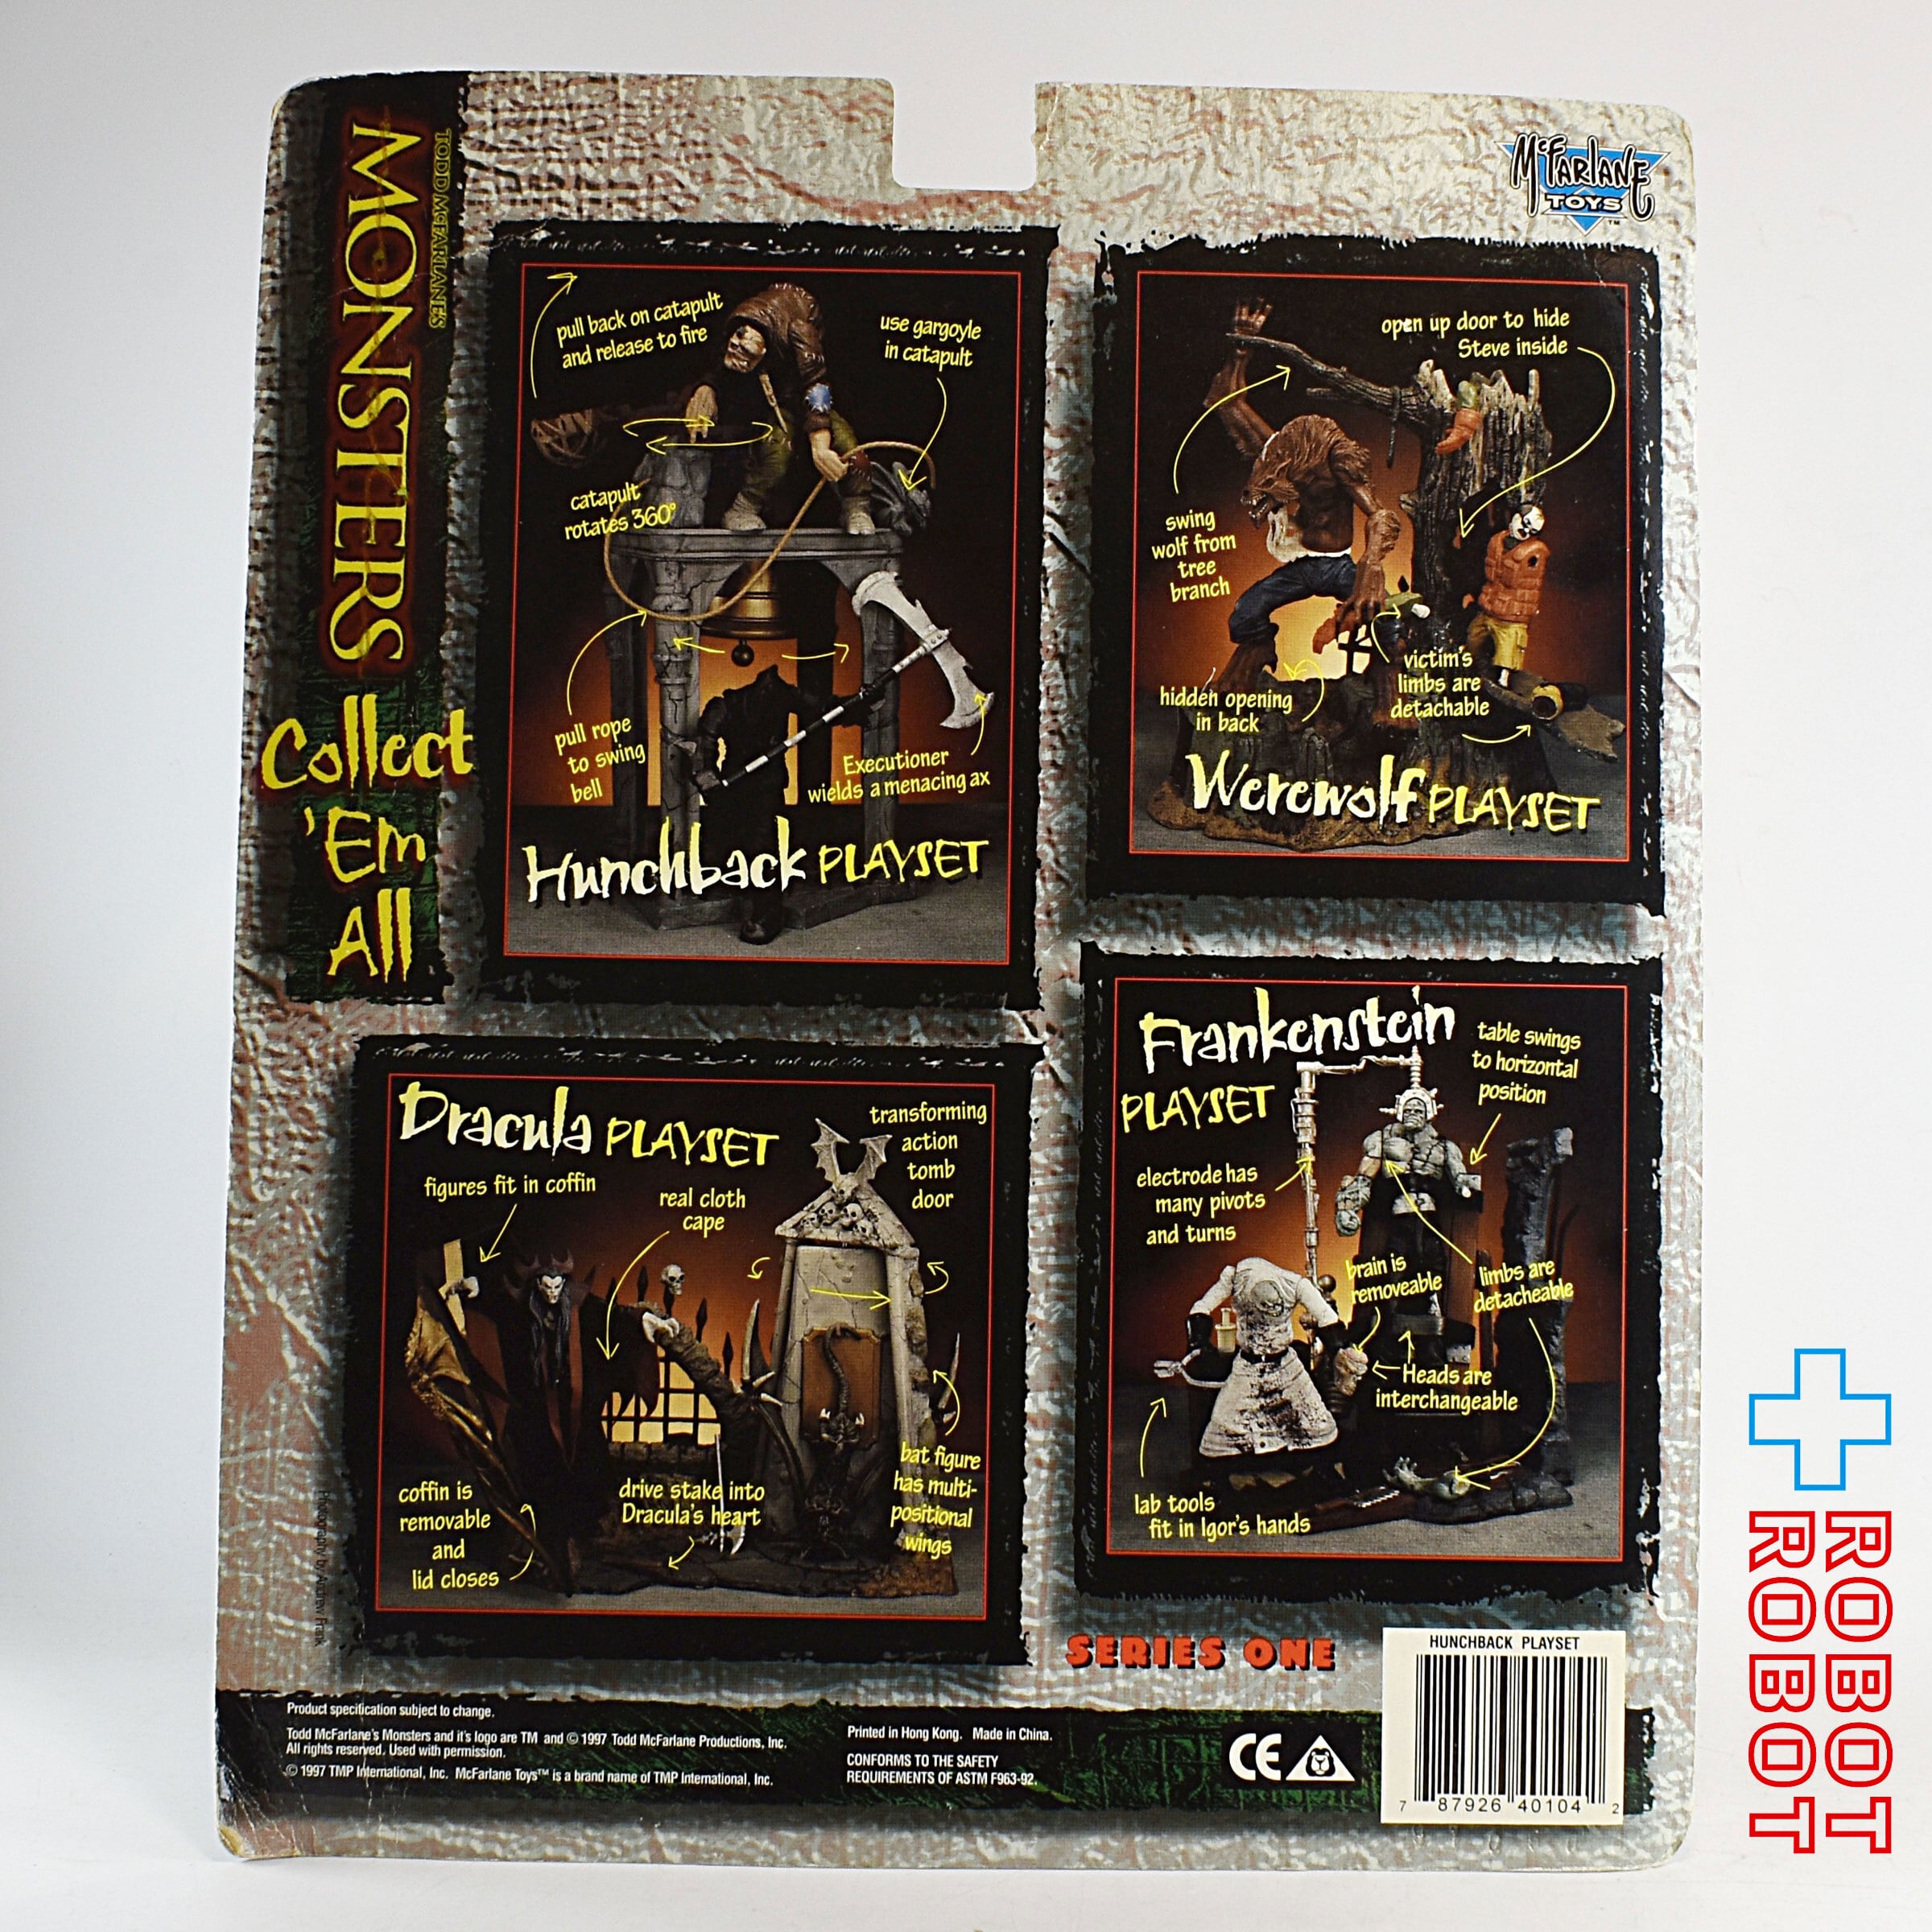 TODD McFARLANE'S
MONSTERS
Collect
'Em
All
McFARLANE
TOYS
TM
pull back on catapult
and release to fire
use gargoyle
in catapult
catapult
rotates 360°
pull rope
to swing
bell
Executioner
wields a menacing ax
Hunchback PLAYSET
open up door to hide
Steve inside
swing
wolf from
tree
branch
victim's
limbs are
detachable
hidden opening
in back
Werewolf PLAYSET
Dracula PLAYSET
figures fit in coffin
real cloth
cape
transforming
action
tomb
door
coffin is
removable
and
lid closes
drive stake into
Dracula's heart
bat figure
has multi-
positional
wings
Frankenstein
PLAYSET
table swings
to horizontal
position
electrode has
many pivots
and turns
brain is
removeable
limbs are
detacheable
Heads are
interchangeable
lab tools
fit in Igor's hands
Photography by Andrew Frank
SERIES ONE
HUNCHBACK PLAYSET
7 87926 40104 2
Product specification subject to change.
Todd McFarlane's Monsters and it's logo are TM and © 1997 Todd McFarlane Productions, Inc.
All rights reserved. Used with permission.
© 1997 TMP International, Inc. McFarlane Toys™ is a brand name of TMP International, Inc.
Printed in Hong Kong. Made in China.
CONFORMS TO THE SAFETY
REQUIREMENTS OF ASTM F963-92.
CE
ROBOT
ROBOT